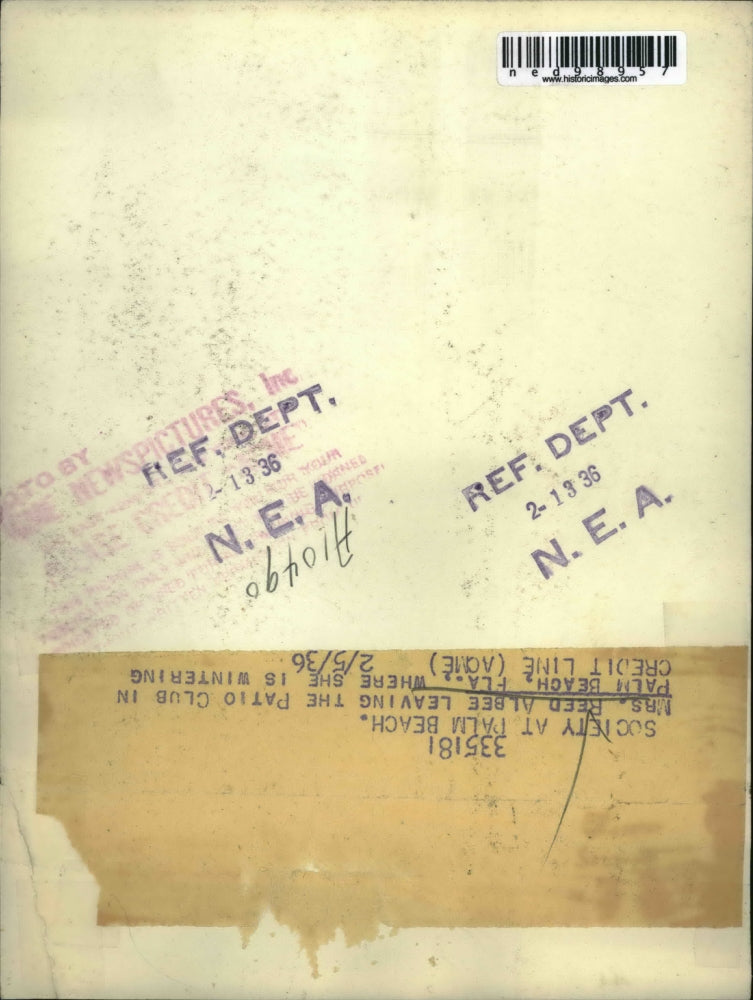 ned98957
www.historicimages.com
PHOTO BY
NEWSPICTURES, Inc
CREDIT
REF. DEPT.
2-13 36
N. E. A.
REF. DEPT.
2-13 36
N. E. A.
335181
SOCIETY AT PALM BEACH.
MRS. REED ALBEE LEAVING THE PATIO CLUB IN
PALM BEACH, FLA., WHERE SHE IS WINTERING
CREDIT LINE (ACME) 2/5/36